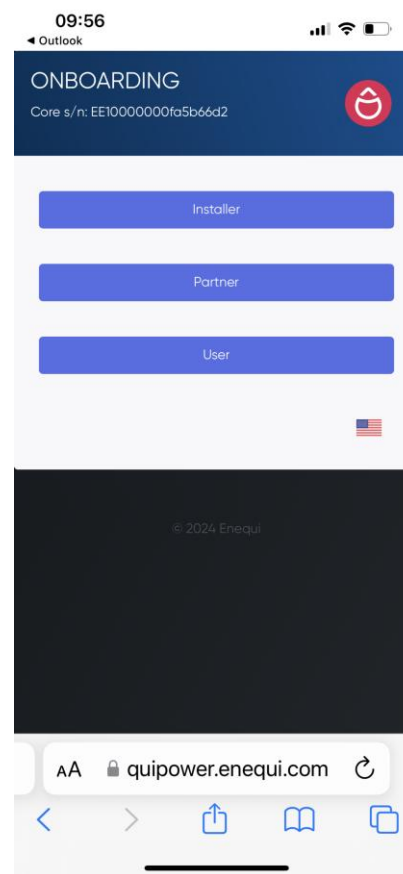 09:56
◀ Outlook
ONBOARDING
Core s/n: EE10000000fa5b66d2
Installer
Partner
User
© 2024 Enequi
AA quipower.enequi.com